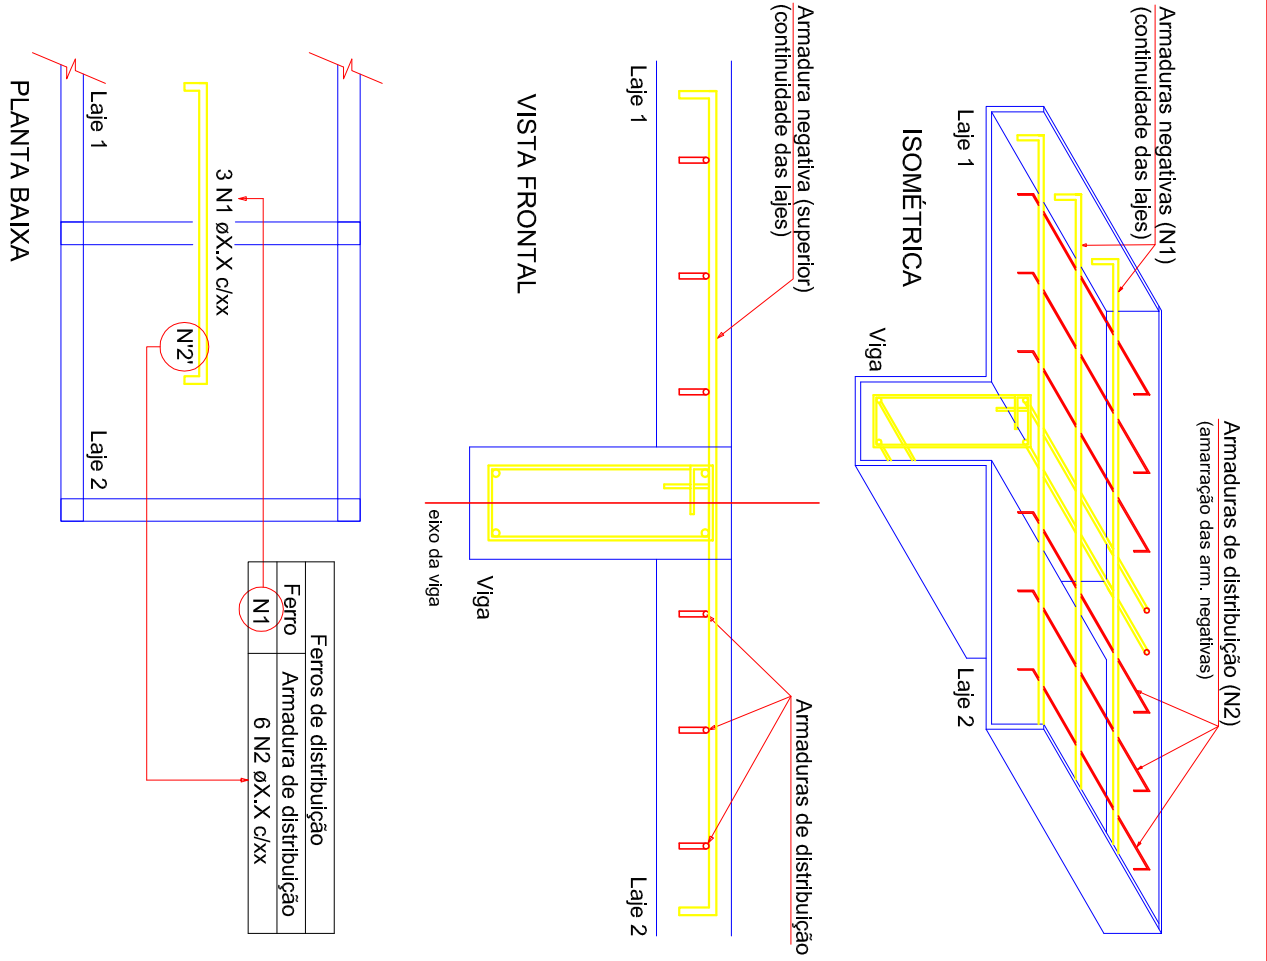 Armaduras de distribuição (N2)
(amarração das arm. negativas)
Armaduras negativas (N1)
(continuidade das lajes)
Laje 1
Viga
Laje 2
ISOMÉTRICA
Armadura negativa (superior)
(continuidade das lajes)
Armaduras de distribuição
Laje 1
Laje 2
Viga
eixo da viga
VISTA FRONTAL
Ferros de distribuição
Ferro Armadura de distribuição
N1 6 N2 øX.X c/xx
3 N1 øX.X c/xx
N'2'
Laje 1
Laje 2
PLANTA BAIXA